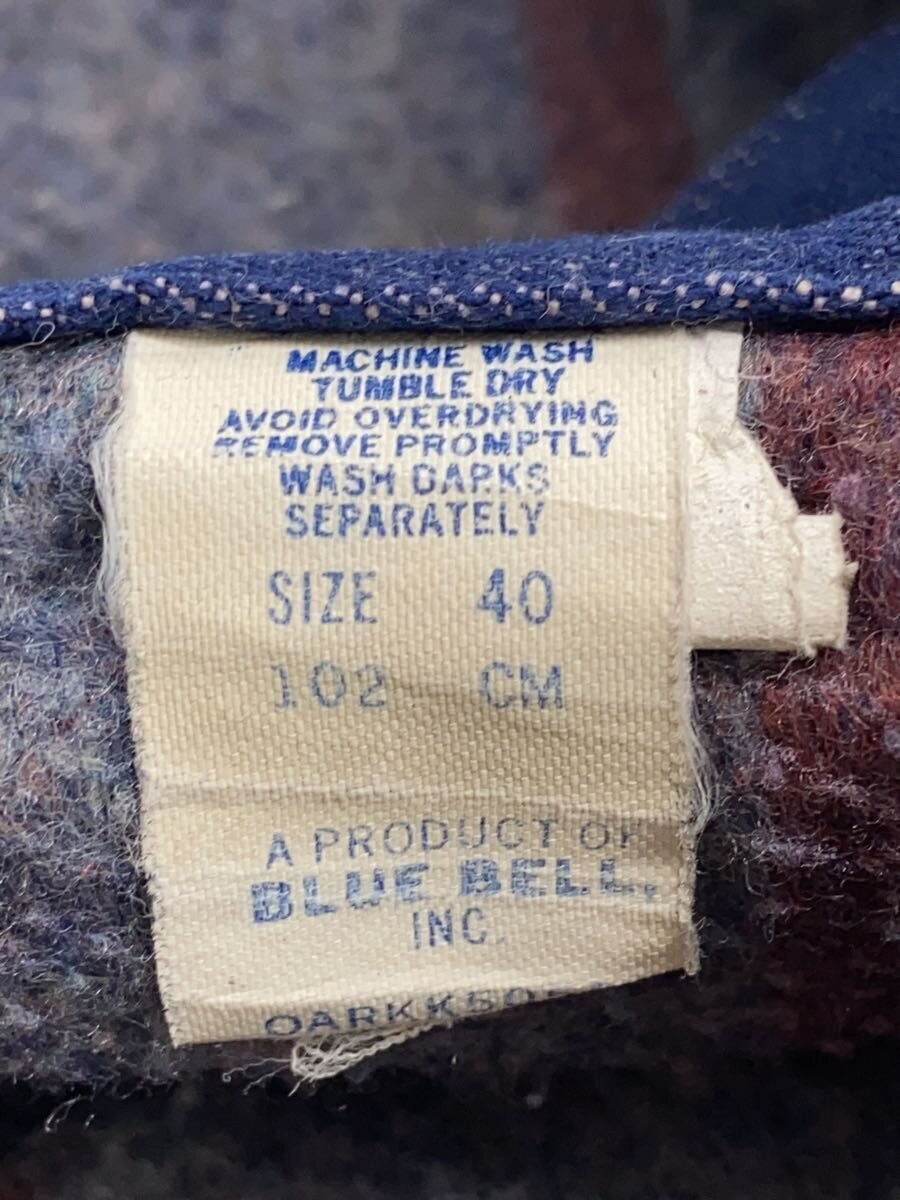 MACHINE WASH
TUMBLE DRY
AVOID OVERDRYING
REMOVE PROMPTLY
WASH DARKS
SEPARATELY
SIZE 40
102 CM
A PRODUCT OF
BLUE BELL,
INC.